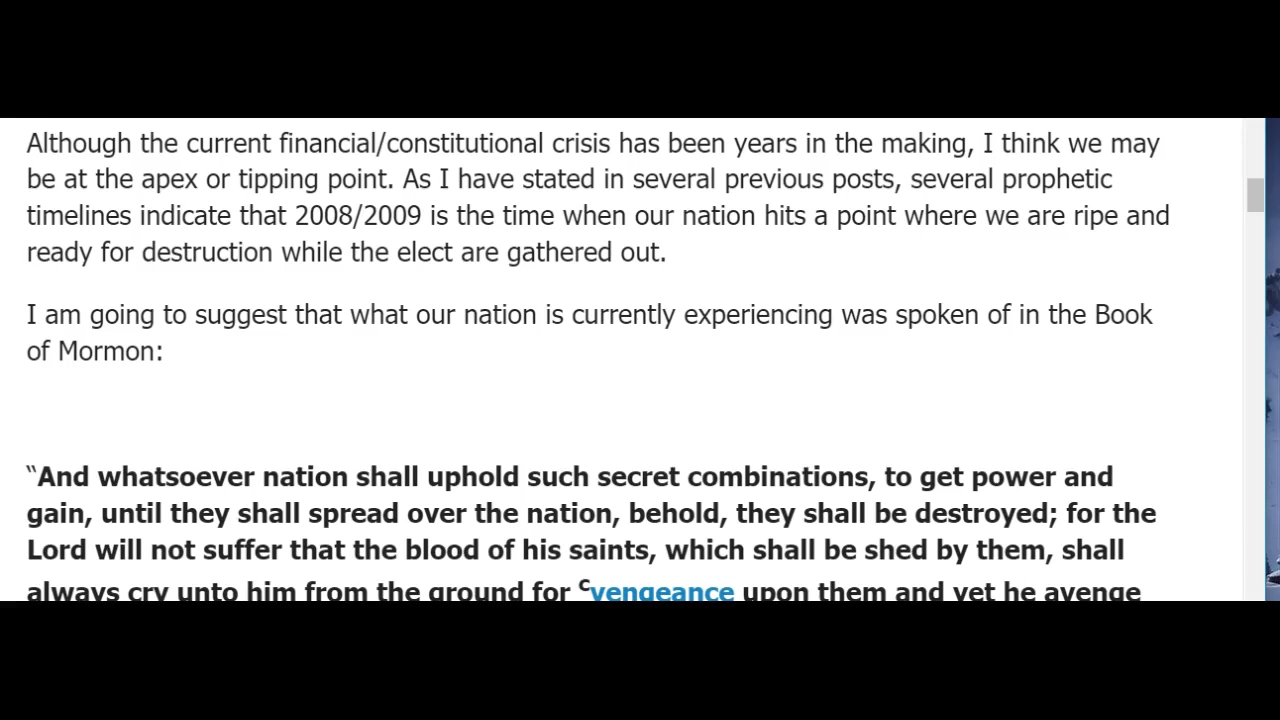 Although the current financial/constitutional crisis has been years in the making, I think we may
be at the apex or tipping point. As I have stated in several previous posts, several prophetic
timelines indicate that 2008/2009 is the time when our nation hits a point where we are ripe and
ready for destruction while the elect are gathered out.
I am going to suggest that what our nation is currently experiencing was spoken of in the Book
of Mormon:
“And whatsoever nation shall uphold such secret combinations, to get power and
gain, until they shall spread over the nation, behold, they shall be destroyed; for the
Lord will not suffer that the blood of his saints, which shall be shed by them, shall
always cry unto him from the ground for cvengeance upon them and yet he avenge